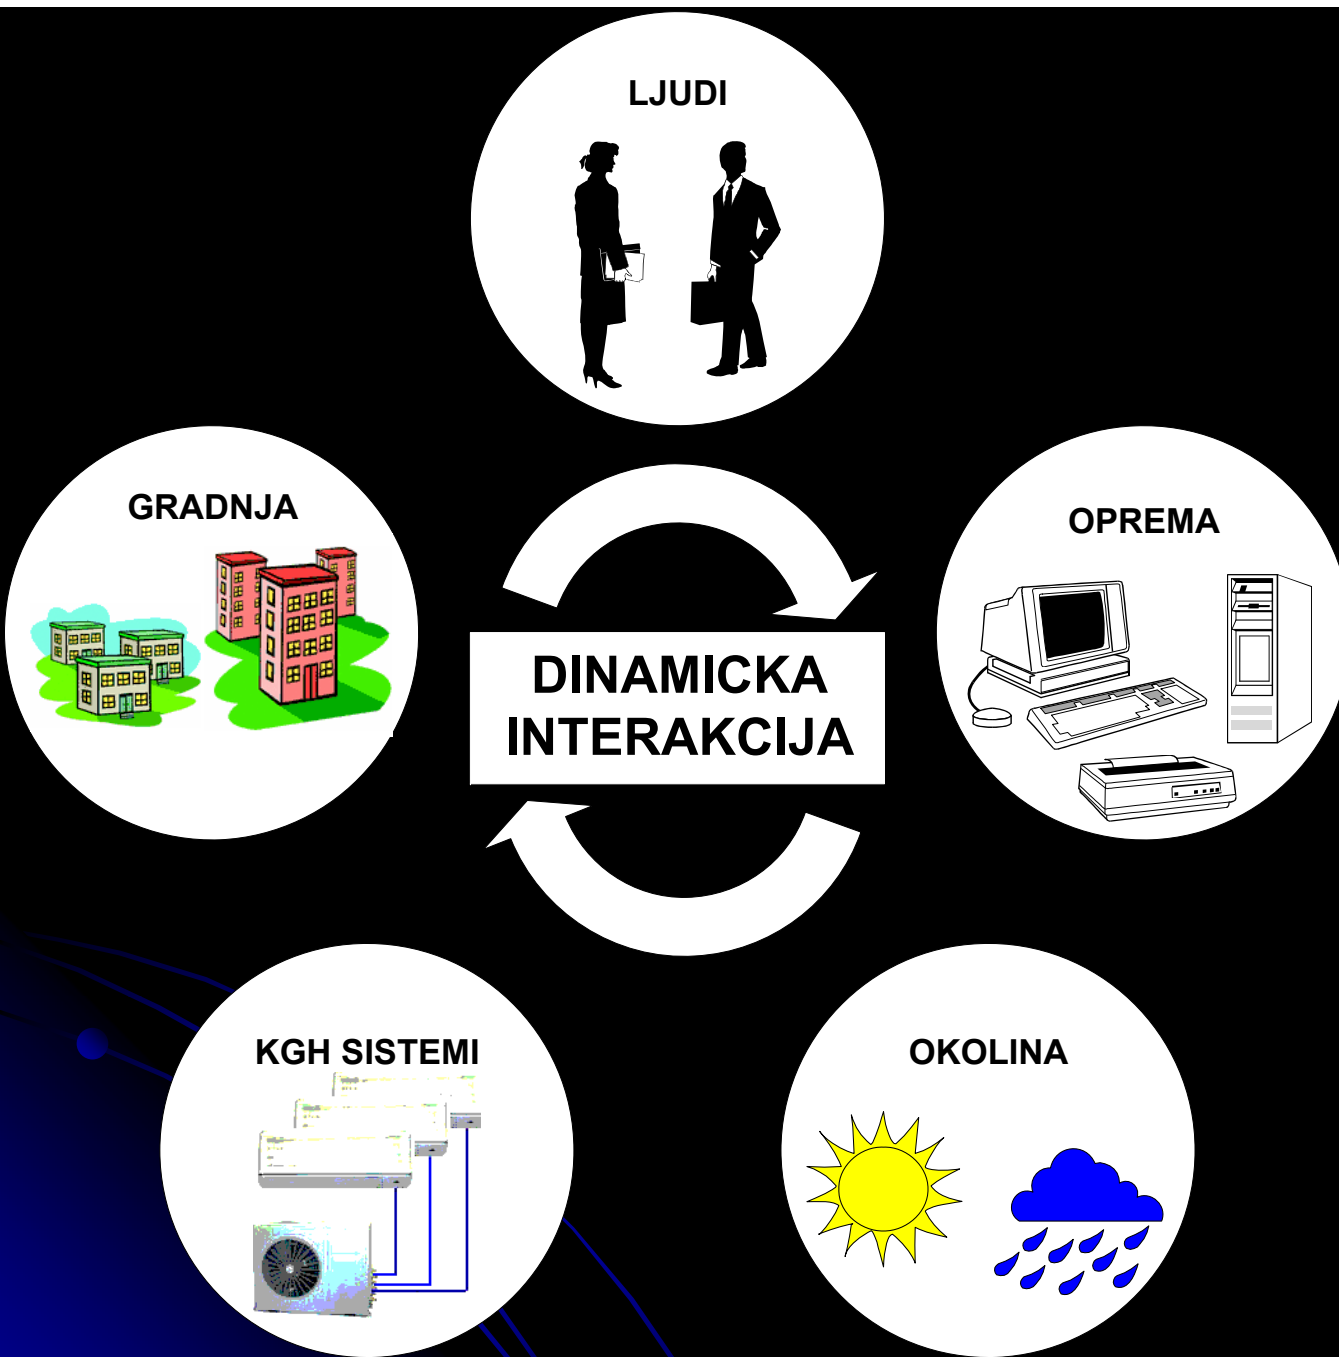 LJUDI
GRADNJA
OPREMA
DINAMICKA
INTERAKCIJA
KGH SISTEMI
OKOLINA